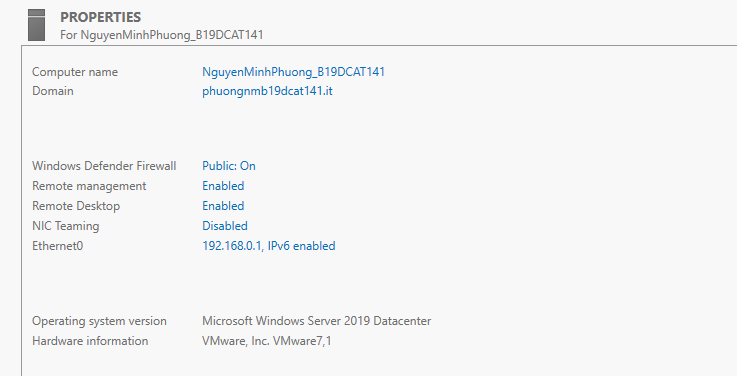 PROPERTIES
For NguyenMinhPhuong_B19DCAT141
Computer name NguyenMinhPhuong_B19DCAT141
Domain phuongnmb19dcat141.it
Windows Defender Firewall Public: On
Remote management Enabled
Remote Desktop Enabled
NIC Teaming Disabled
Ethernet0 192.168.0.1, IPv6 enabled
Operating system version Microsoft Windows Server 2019 Datacenter
Hardware information VMware, Inc. VMware7,1